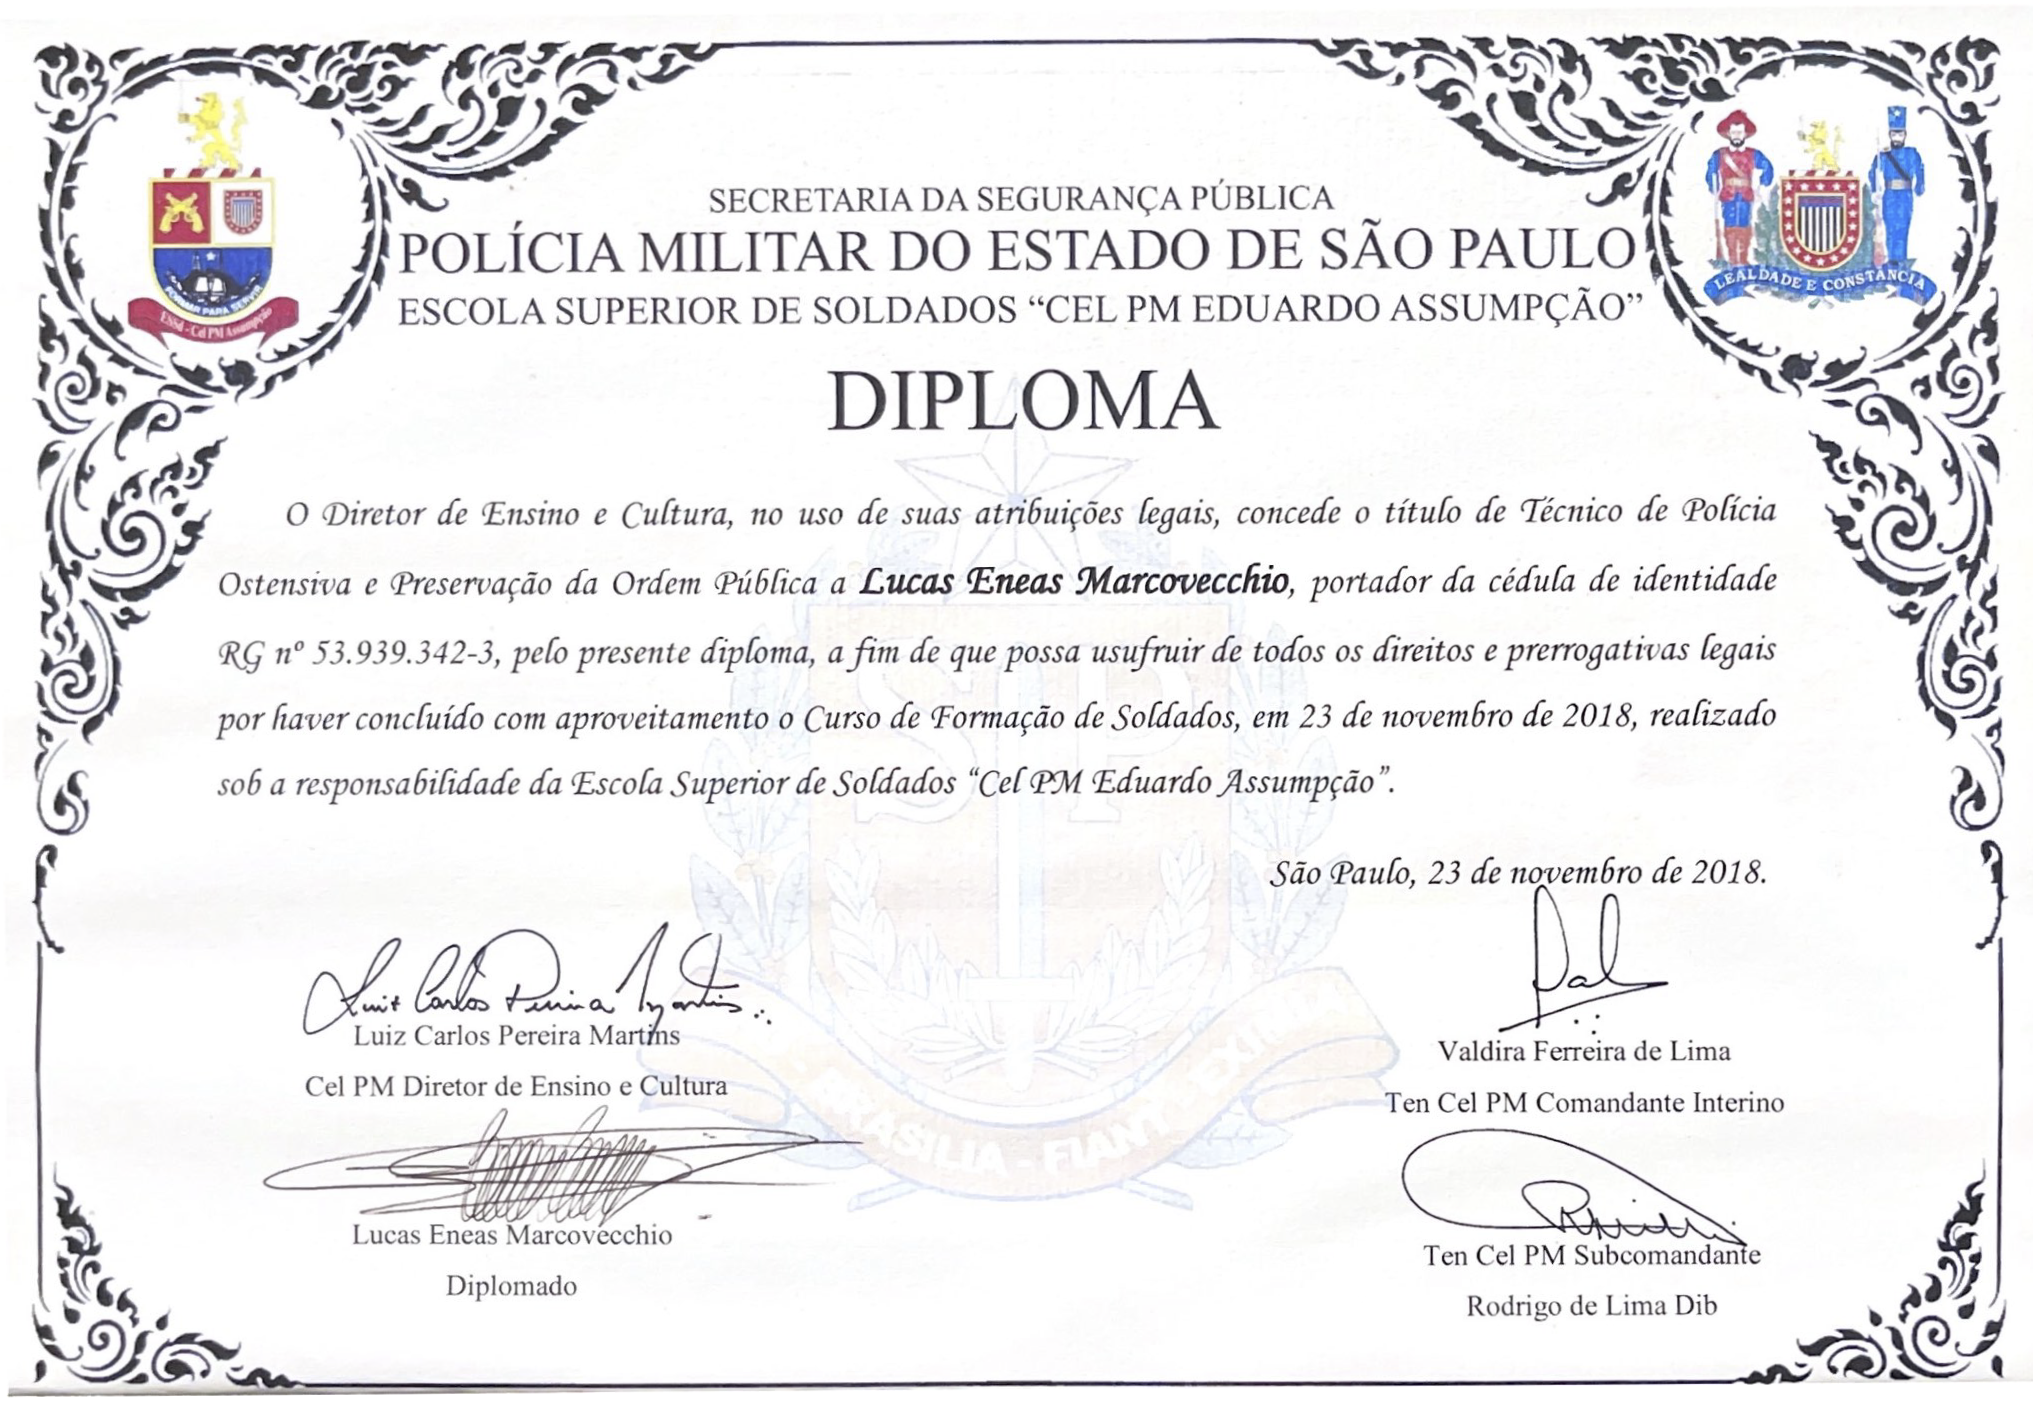 SECRETARIA DA SEGURANÇA PÚBLICA
POLÍCIA MILITAR DO ESTADO DE SÃO PAULO
ESCOLA SUPERIOR DE SOLDADOS “CEL PM EDUARDO ASSUMPÇÃO”
FORMAR PARA SERVIR
ESSd - Cel PM Assumpção
LEALDADE E CONSTÂNCIA
DIPLOMA
O Diretor de Ensino e Cultura, no uso de suas atribuições legais, concede o título de Técnico de Polícia
Ostensiva e Preservação da Ordem Pública a Lucas Eneas Marcovecchio, portador da cédula de identidade
RG nº 53.939.342-3, pelo presente diploma, a fim de que possa usufruir de todos os direitos e prerrogativas legais
por haver concluído com aproveitamento o Curso de Formação de Soldados, em 23 de novembro de 2018, realizado
sob a responsabilidade da Escola Superior de Soldados “Cel PM Eduardo Assumpção”.
SP
São Paulo, 23 de novembro de 2018.
Luiz Carlos Pereira Martins
Luiz Carlos Pereira Martins
Cel PM Diretor de Ensino e Cultura
Valdira Ferreira de Lima
Ten Cel PM Comandante Interino
BRASILIA - FIANT EXIMIA
Lucas Eneas Marcovecchio
Diplomado
Ten Cel PM Subcomandante
Rodrigo de Lima Dib